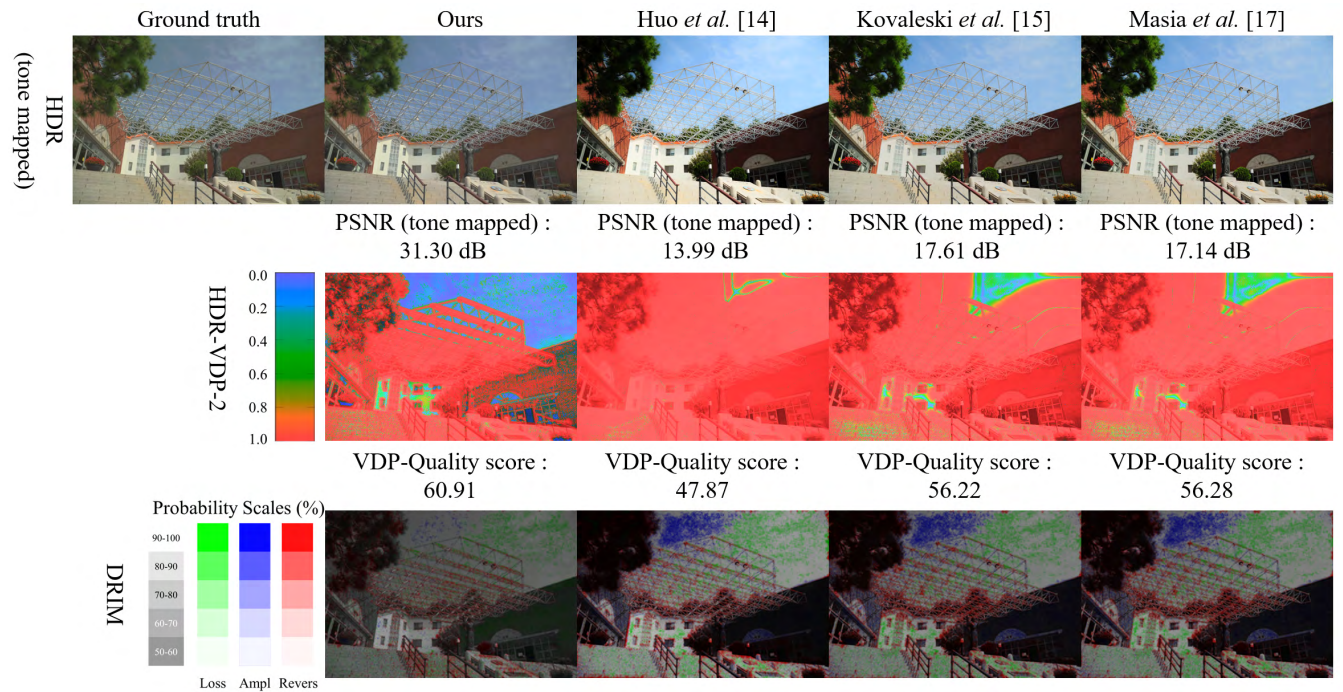 Ground truth
Ours
Huo et al. [14]
Kovaleski et al. [15]
Masia et al. [17]
HDR
(tone mapped)
PSNR (tone mapped) :
31.30 dB
PSNR (tone mapped) :
13.99 dB
PSNR (tone mapped) :
17.61 dB
PSNR (tone mapped) :
17.14 dB
HDR-VDP-2
0.0
0.2
0.4
0.6
0.8
1.0
VDP-Quality score :
60.91
VDP-Quality score :
47.87
VDP-Quality score :
56.22
VDP-Quality score :
56.28
DRIM
Probability Scales (%)
90-100
80-90
70-80
60-70
50-60
Loss Ampl Revers